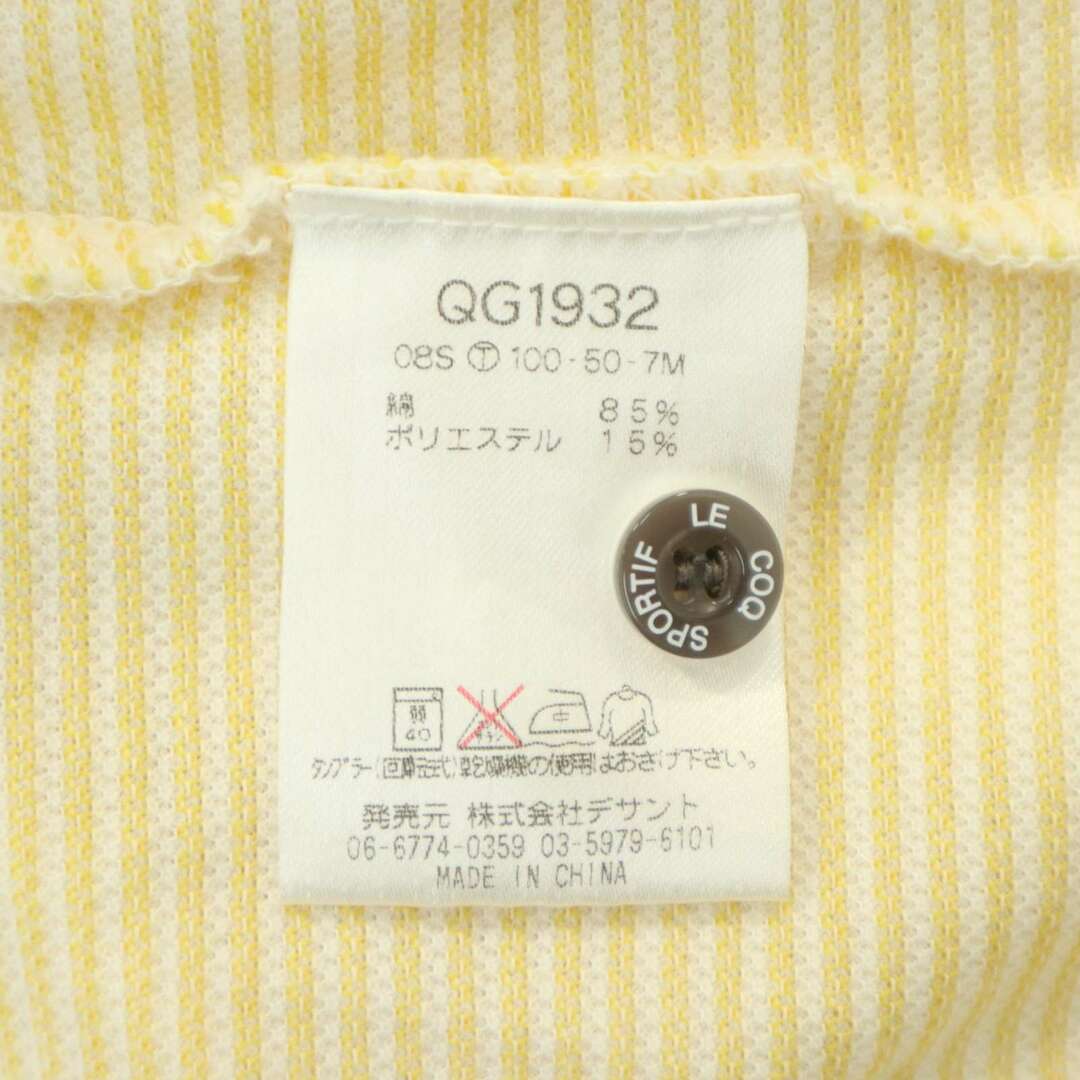 QG1932
08S Ⓣ 100-50-7M
綿 85%
ポリエステル 15%
LE COQ SPORTIF
弱
40
タンブラー(回転式)乾燥機の使用はおさけ下さい。
発売元 株式会社デサント
06-6774-0359 03-5979-6101
MADE IN CHINA